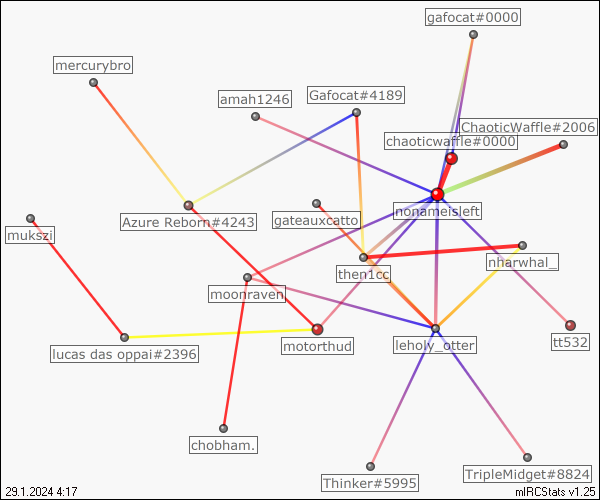 gafocat#0000
mercurybro
amah1246
Gafocat#4189
ChaoticWaffle#2006
chaoticwaffle#0000
nonameisleft
Azure Reborn#4243
gateauxcatto
mukszi
nharwhal_
then1cc
moonraven
motorthud
leholy_otter
tt532
lucas das oppai#2396
chobham.
Thinker#5995
TripleMidget#8824
29.1.2024 4:17
mIRCStats v1.25